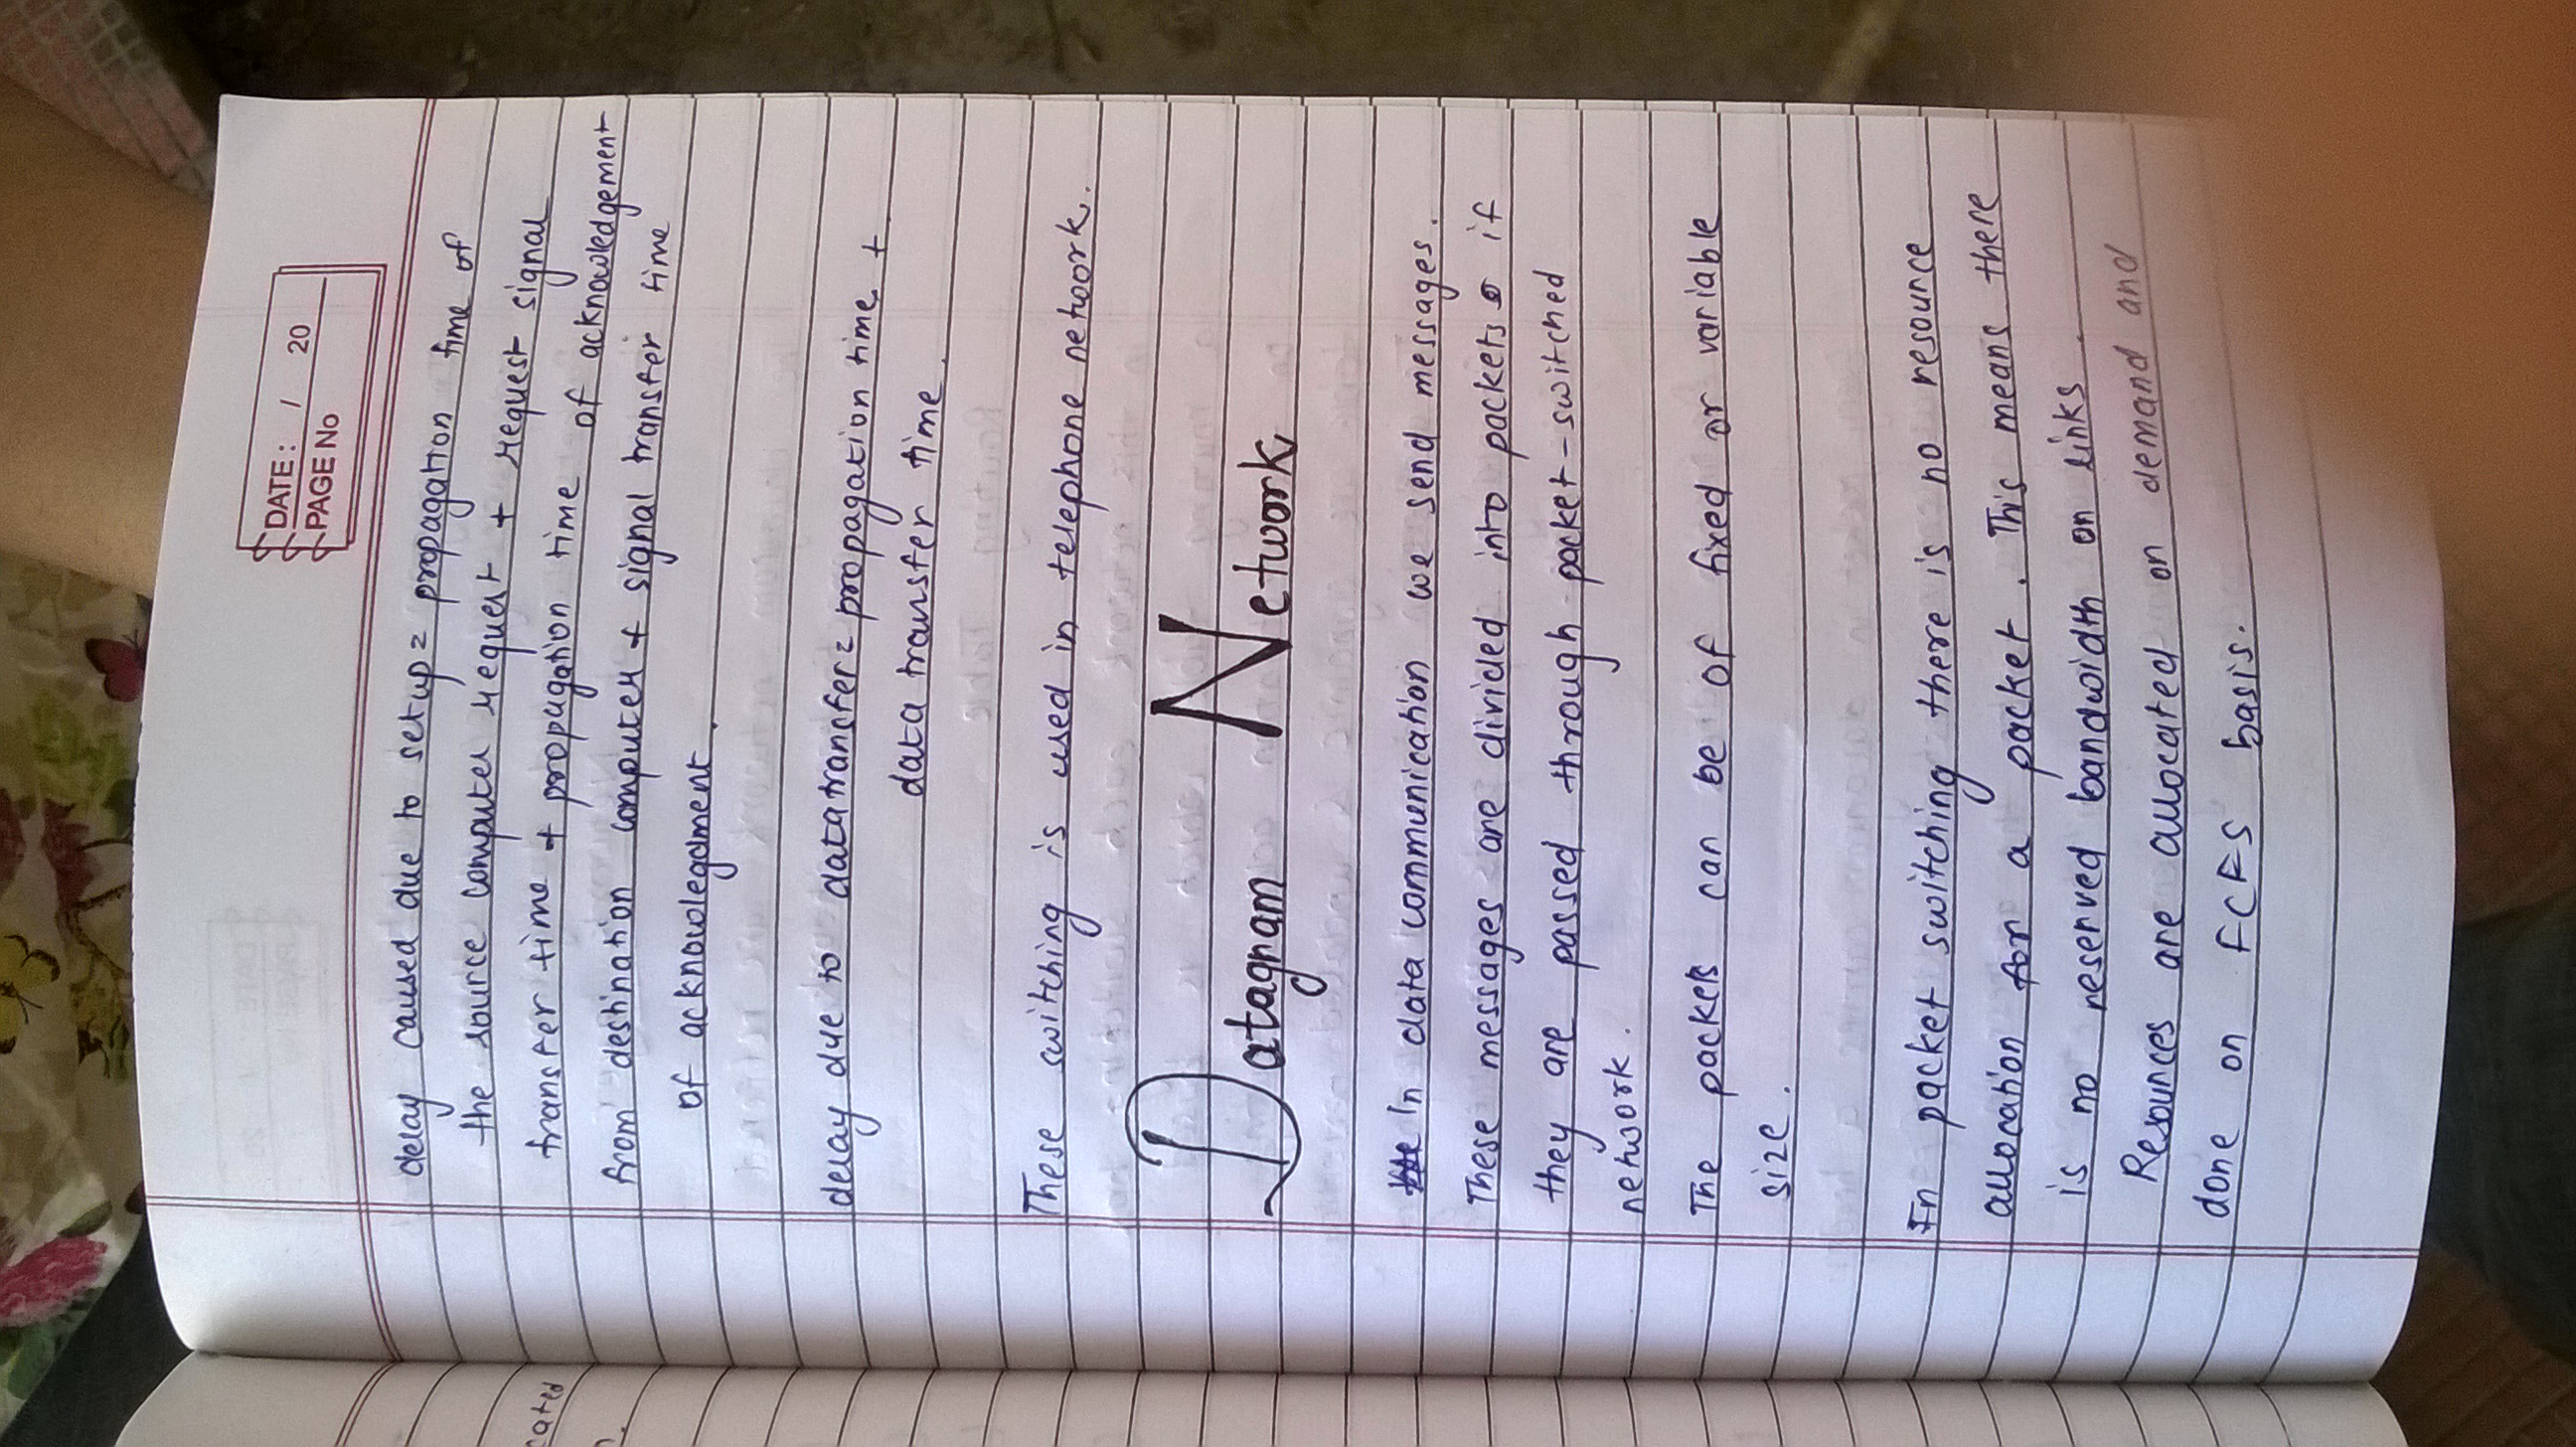 DATE: / 20
PAGE No
delay caused due to setup= propagation time of
the source computer request + request signal
transfer time + propagation time of acknowledgement
from destination computer + signal transfer time
of acknowlegdment.
delay due to datatransfer= propagation time +
data transfer time.
These switching is used in telephone network.
Datagram Network
In data communication we send messages.
These messages are divided into packets if
they are passed through packet-switched
network.
The packets can be of fixed or variable
size.
In packet switching there is no resource
allocation for a packet. This means there
is no reserved bandwidth on links.
Resources are allocated on demand and
done on FCFS basis.
cated